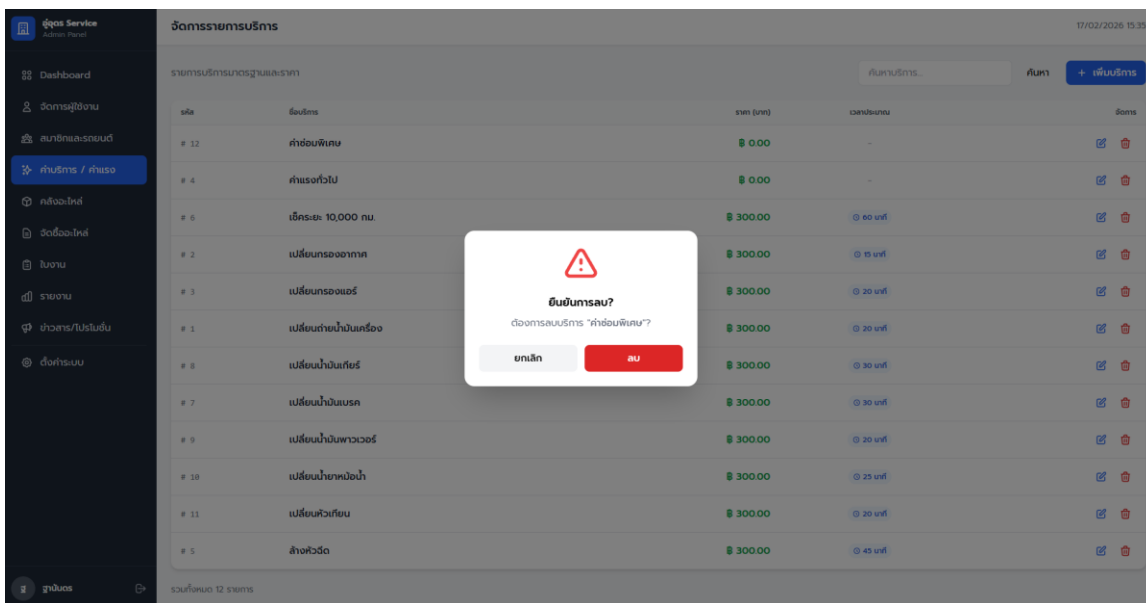 อู่ฉุดร Service
Admin Panel
จัดการรายการบริการ
17/02/2026 15:35
Dashboard
จัดการผู้ใช้งาน
สมาชิกและรถยนต์
ค่าบริการ / ค่าแรง
คลังอะไหล่
จัดซื้ออะไหล่
ใบงาน
รายงาน
ข่าวสาร/โปรโมชั่น
ตั้งค่าระบบ
รายการบริการมาตรฐานและราคา
ค้นหาบริการ...
ค้นหา
+ เพิ่มบริการ
รหัส ชื่อบริการ ราคา (บาท) เวลาประมาณ จัดการ
# 12 ค่าซ่อมพิเศษ ฿ 0.00 -
# 4 ค่าแรงทั่วไป ฿ 0.00 -
# 6 เช็คระยะ 10,000 กม. ฿ 300.00 60 นาที
# 2 เปลี่ยนกรองอากาศ ฿ 300.00 15 นาที
# 3 เปลี่ยนกรองแอร์ ฿ 300.00 20 นาที
# 1 เปลี่ยนถ่ายน้ำมันเครื่อง ฿ 300.00 20 นาที
# 8 เปลี่ยนน้ำมันเกียร์ ฿ 300.00 30 นาที
# 7 เปลี่ยนน้ำมันเบรค ฿ 300.00 30 นาที
# 9 เปลี่ยนน้ำมันพาวเวอร์ ฿ 300.00 20 นาที
# 10 เปลี่ยนน้ำยาหม้อน้ำ ฿ 300.00 25 นาที
# 11 เปลี่ยนหัวเทียน ฿ 300.00 20 นาที
# 5 ล้างหัวฉีด ฿ 300.00 45 นาที
ยืนยันการลบ?
ต้องการลบบริการ "ค่าซ่อมพิเศษ"?
ยกเลิก ลบ
รวมทั้งหมด 12 รายการ
ฐ ฐานันดร